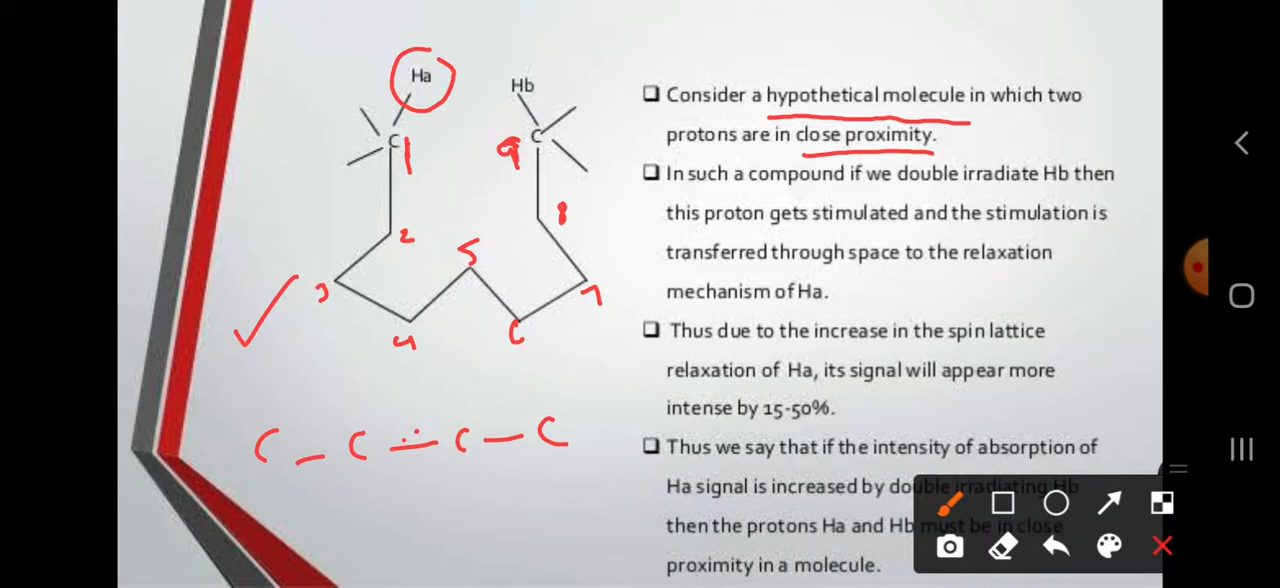 Ha
Hb
C
C
1
9
2
8
3
5
7
4
6
C - C = C - C
❑ Consider a hypothetical molecule in which two
protons are in close proximity.
❑ In such a compound if we double irradiate Hb then
this proton gets stimulated and the stimulation is
transferred through space to the relaxation
mechanism of Ha.
❑ Thus due to the increase in the spin lattice
relaxation of Ha, its signal will appear more
intense by 15-50%.
❑ Thus we say that if the intensity of absorption of
Ha signal is increased by double irradiating Hb
then the protons Ha and Hb must be in close
proximity in a molecule.